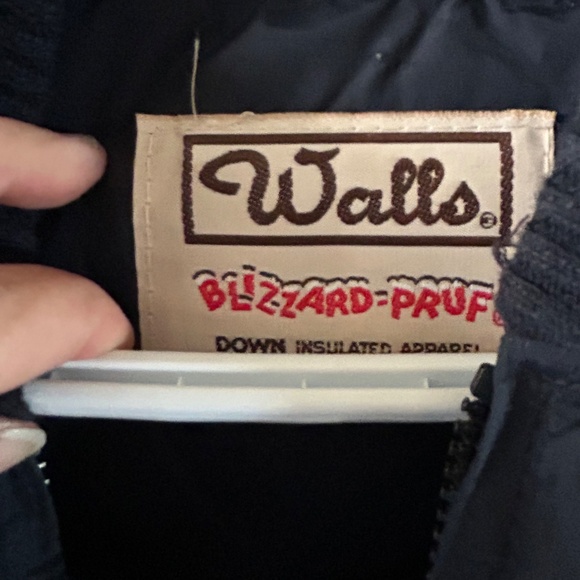 Walls®
BLIZZARD-PRUF®
DOWN INSULATED APPAREL